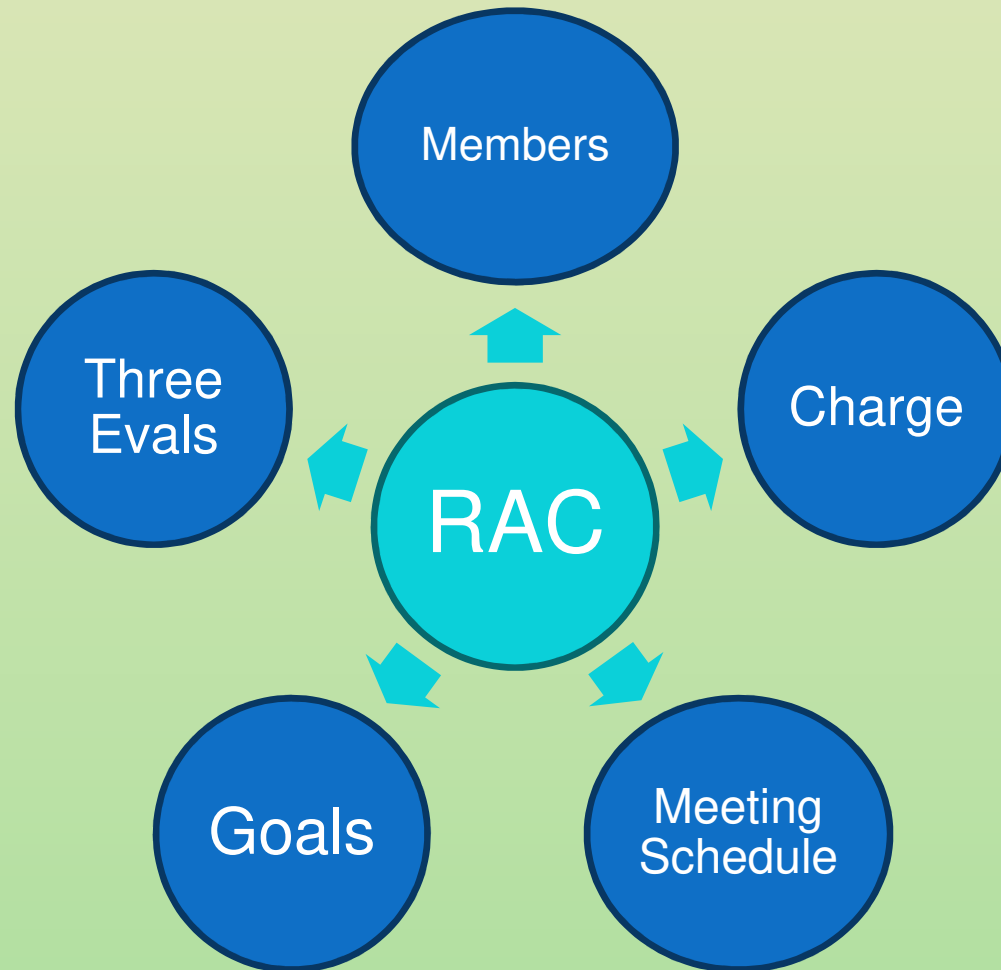 Members
Three
Evals
Charge
RAC
Goals
Meeting
Schedule